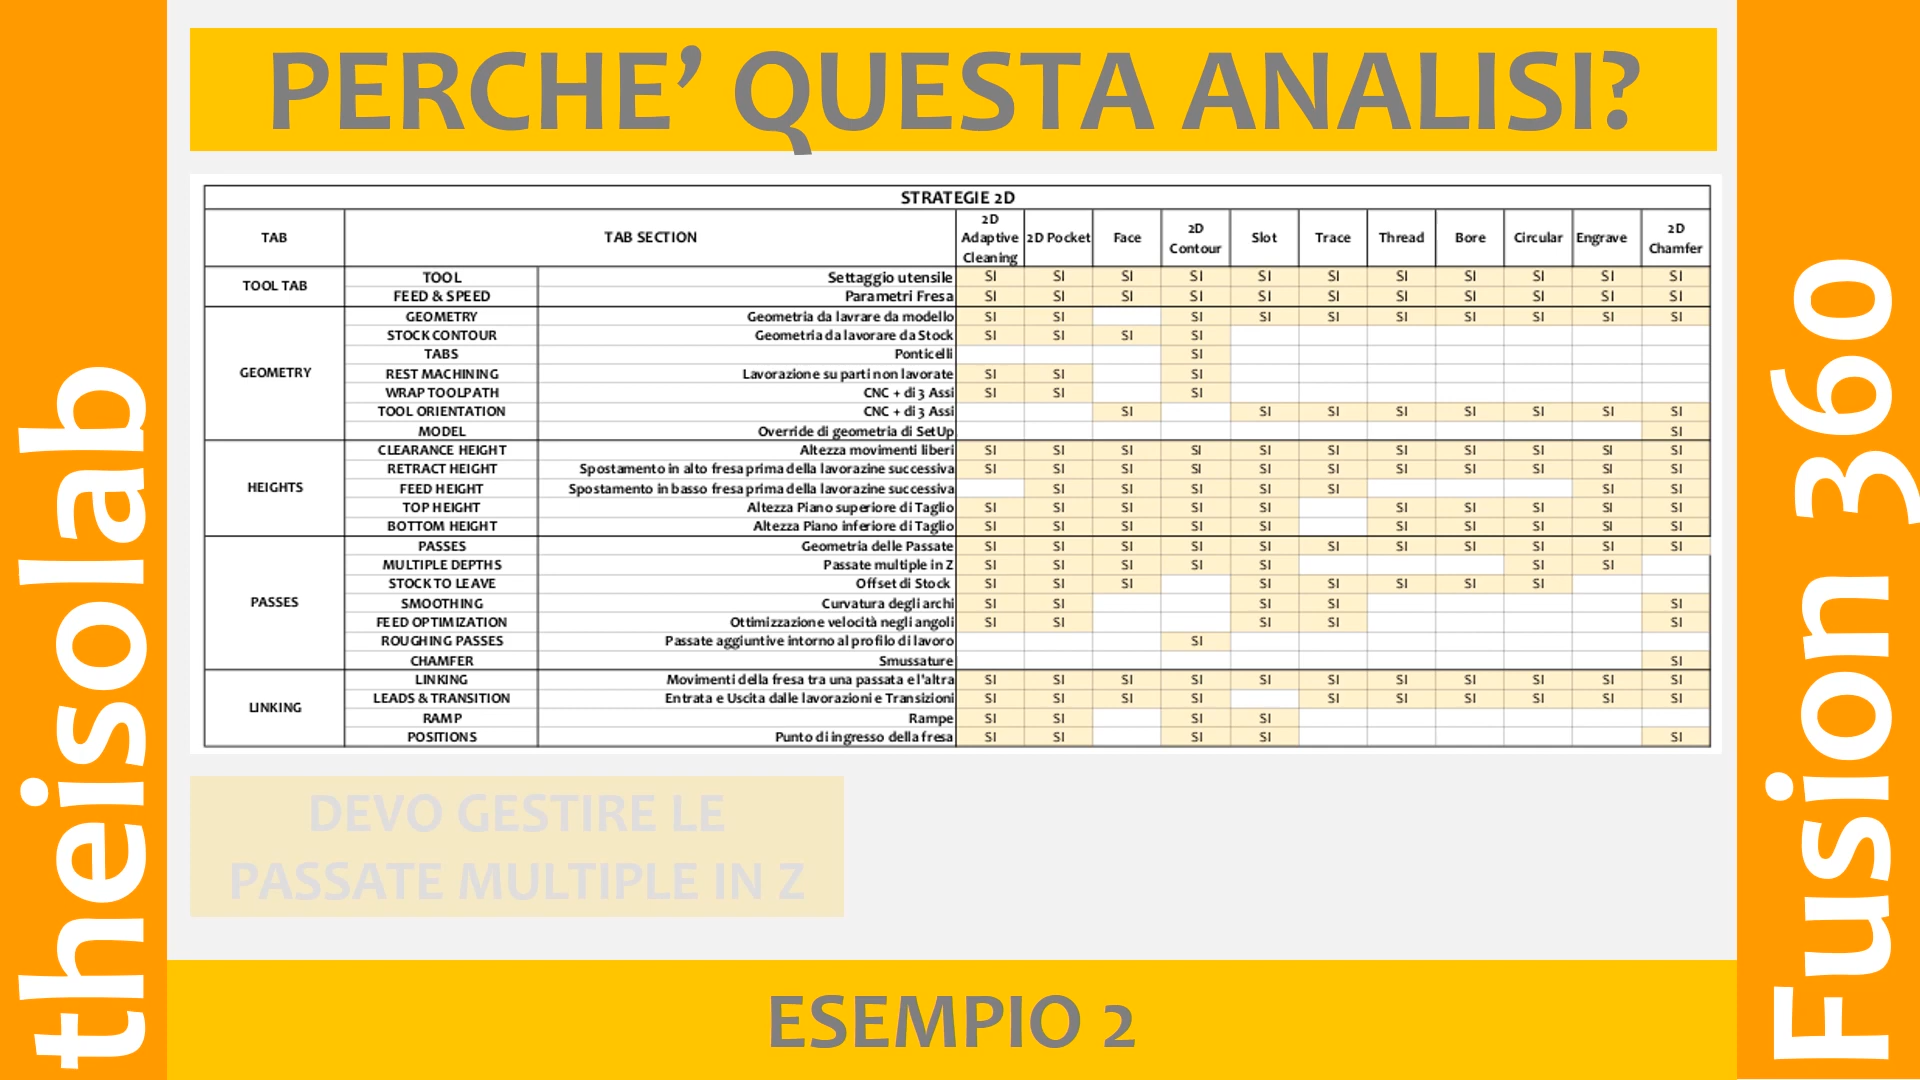 PERCHE’ QUESTA ANALISI?
STRATEGIE 2D
TAB TAB SECTION 2D Adaptive Cleaning 2D Pocket Face 2D Contour Slot Trace Thread Bore Circular Engrave 2D Chamfer
TOOL TAB TOOL Settaggio utensile SI SI SI SI SI SI SI SI SI SI SI
FEED & SPEED Parametri Fresa SI SI SI SI SI SI SI SI SI SI SI
GEOMETRY GEOMETRY Geometria da lavrare da modello SI SI SI SI SI SI SI SI SI SI
STOCK CONTOUR Geometria da lavorare da Stock SI SI SI SI
TABS Ponticelli SI
REST MACHINING Lavorazione su parti non lavorate SI SI SI
WRAP TOOLPATH CNC + di 3 Assi SI SI SI
TOOL ORIENTATION CNC + di 3 Assi SI SI SI SI SI SI SI SI
MODEL Override di geometria di SetUp SI
HEIGHTS CLEARANCE HEIGHT Altezza movimenti liberi SI SI SI SI SI SI SI SI SI SI SI
RETRACT HEIGHT Spostamento in alto fresa prima della lavorazine successiva SI SI SI SI SI SI SI SI SI SI SI
FEED HEIGHT Spostamento in basso fresa prima della lavorazine successiva SI SI SI SI SI SI SI
TOP HEIGHT Altezza Piano superiore di Taglio SI SI SI SI SI SI SI SI SI SI
BOTTOM HEIGHT Altezza Piano inferiore di Taglio SI SI SI SI SI SI SI SI SI SI
PASSES PASSES Geometria delle Passate SI SI SI SI SI SI SI SI SI SI SI
MULTIPLE DEPTHS Passate multiple in Z SI SI SI SI SI SI SI
STOCK TO LEAVE Offset di Stock SI SI SI SI SI SI SI SI
SMOOTHING Curvatura degli archi SI SI SI SI SI
FEED OPTIMIZATION Ottimizzazione velocità negli angoli SI SI SI SI SI
ROUGHING PASSES Passate aggiuntive intorno al profilo di lavoro SI
CHAMFER Smussature SI
LINKING LINKING Movimenti della fresa tra una passata e l'altra SI SI SI SI SI SI SI SI SI SI SI
LEADS & TRANSITION Entrata e Uscita dalle lavorazioni e Transizioni SI SI SI SI SI SI SI SI SI SI
RAMP Rampe SI SI SI SI
POSITIONS Punto di ingresso della fresa SI SI SI SI SI
DEVO GESTIRE LE
PASSATE MULTIPLE IN Z
ESEMPIO 2
theisolab
Fusion 360